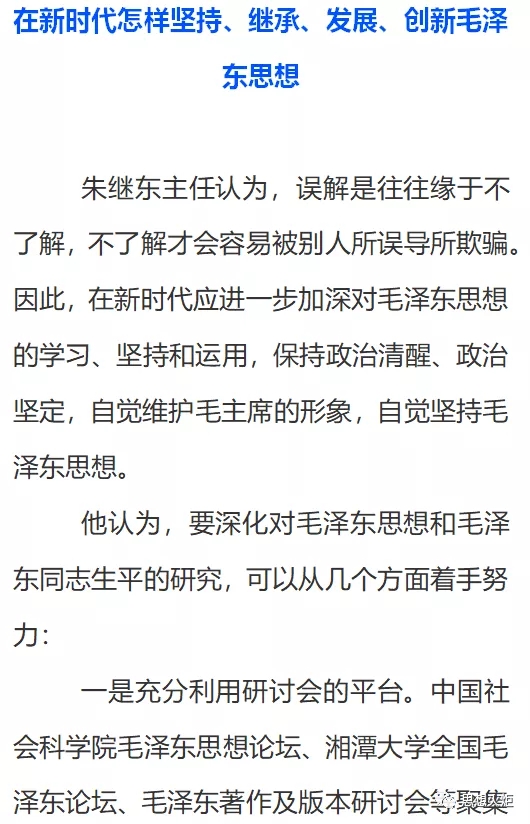 在新时代怎样坚持、继承、发展、创新毛泽
东思想
朱继东主任认为，误解是往往缘于不
了解，不了解才会容易被别人所误导所欺骗。
因此，在新时代应进一步加深对毛泽东思想
的学习、坚持和运用，保持政治清醒、政治
坚定，自觉维护毛主席的形象，自觉坚持毛
泽东思想。
他认为，要深化对毛泽东思想和毛泽
东同志生平的研究，可以从几个方面着手努
力：
一是充分利用研讨会的平台。中国社
会科学院毛泽东思想论坛、湘潭大学全国毛
泽东论坛、毛泽东著作及版本研讨会等聚集
思想火炬